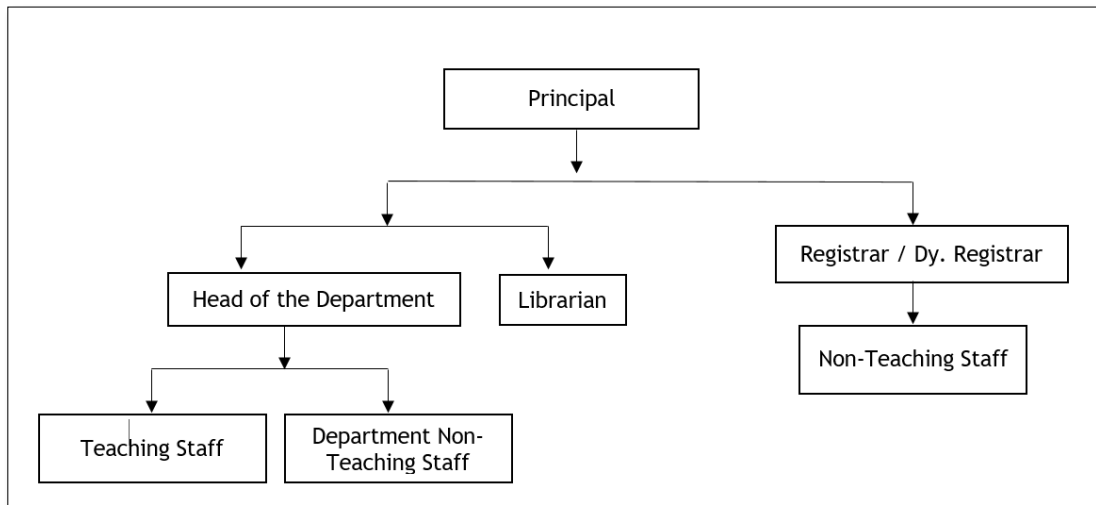 Principal
Registrar / Dy. Registrar
Head of the Department
Librarian
Non-Teaching Staff
Teaching Staff
Department Non-
Teaching Staff